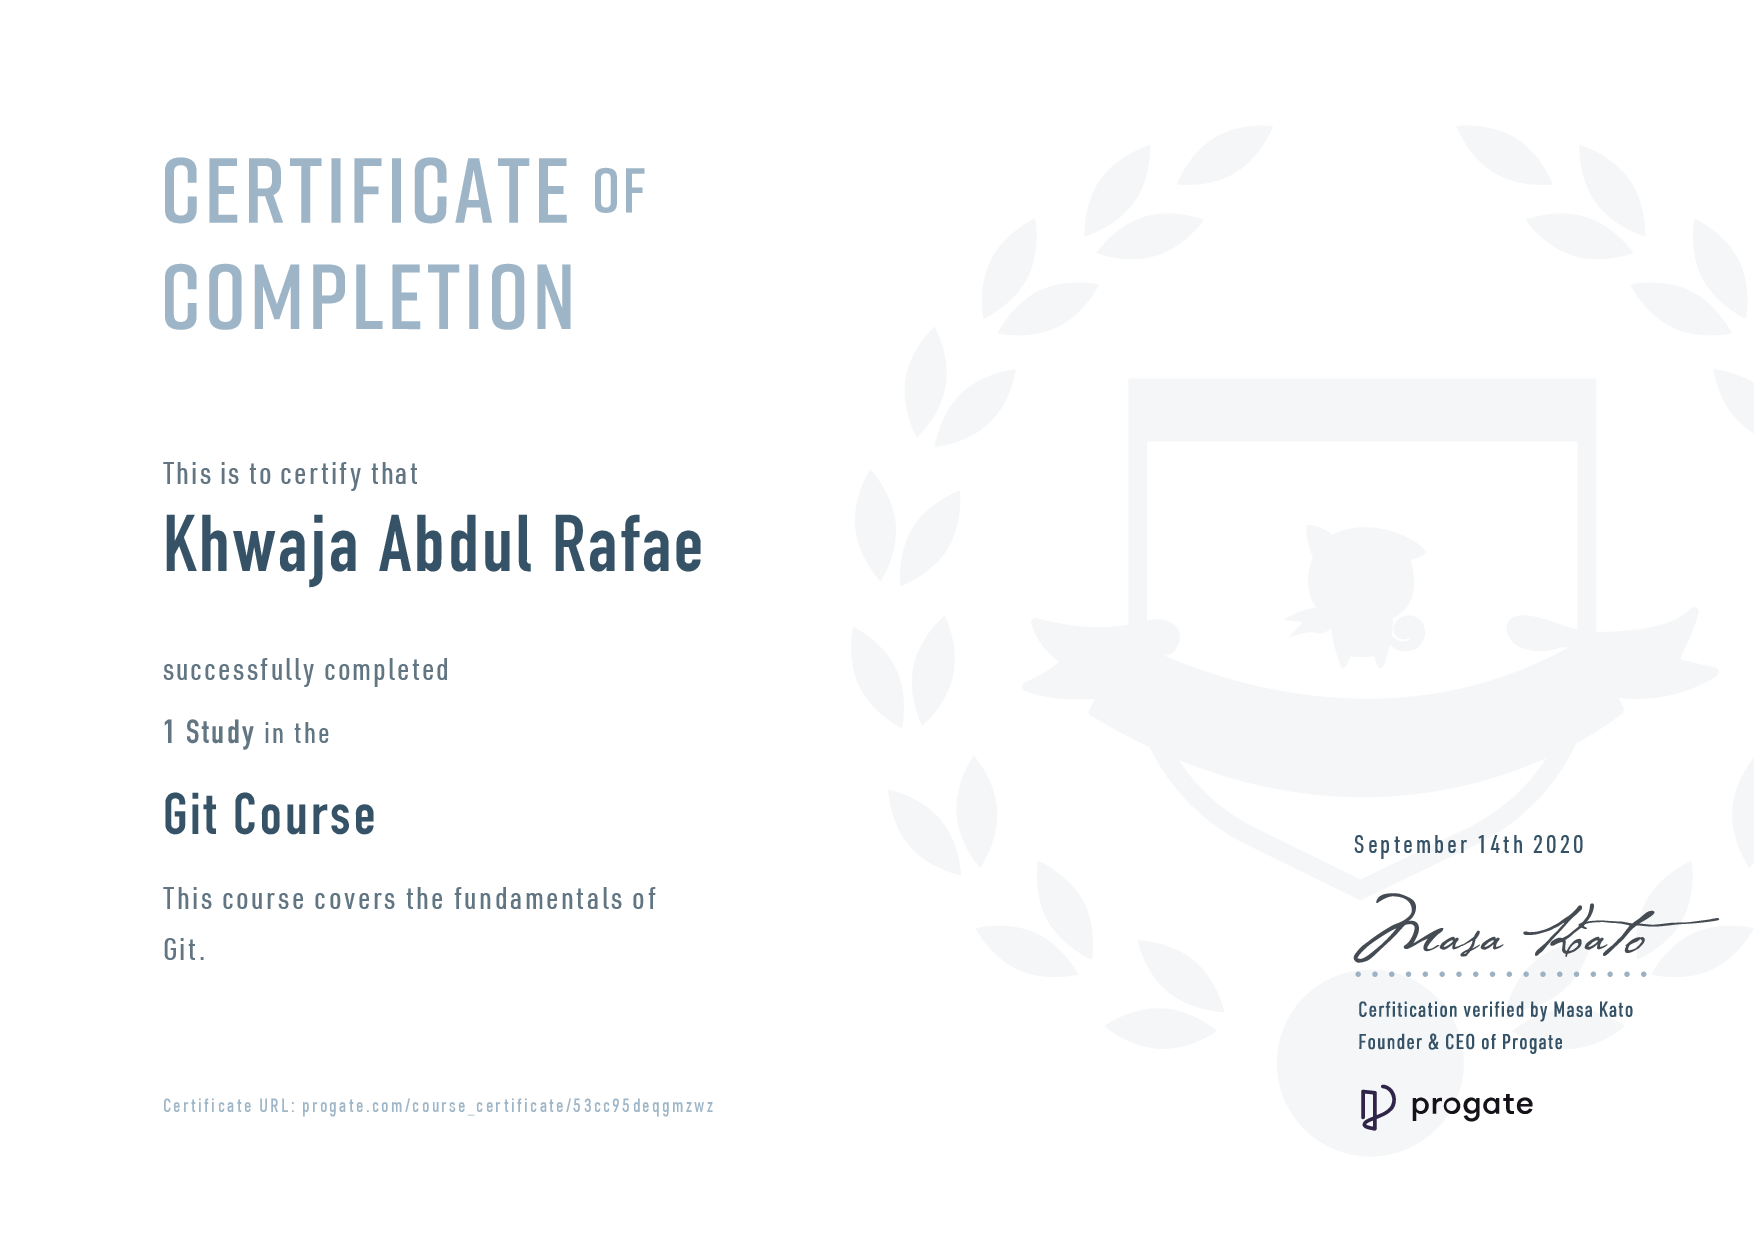 CERTIFICATE OF
COMPLETION
This is to certify that
Khwaja Abdul Rafae
successfully completed
1 Study in the
Git Course
This course covers the fundamentals of
Git.
September 14th 2020
Masa Kato
Cerfitication verified by Masa Kato
Founder & CEO of Progate
progate
Certificate URL: progate.com/course_certificate/53cc95deqgmzwz